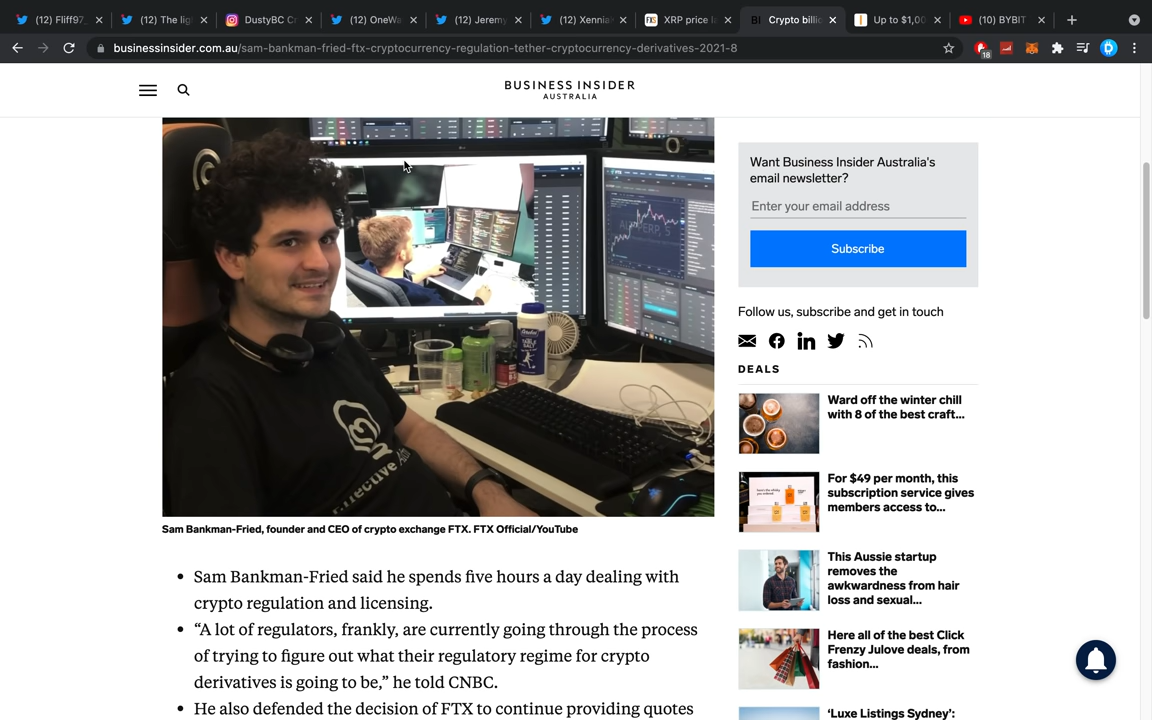 (12) Fliff97_
(12) The lig
DustyBC C
(12) OneWa
(12) Jeremy
(12) Xennia
XRP price
Crypto billi
Up to $1,00
(10) BYBIT
businessinsider.com.au/sam-bankman-fried-ftx-cryptocurrency-regulation-tether-cryptocurrency-derivatives-2021-8
18
BUSINESS INSIDER
AUSTRALIA
Sam Bankman-Fried, founder and CEO of crypto exchange FTX. FTX Official/YouTube
Sam Bankman-Fried said he spends five hours a day dealing with
crypto regulation and licensing.
“A lot of regulators, frankly, are currently going through the process
of trying to figure out what their regulatory regime for crypto
derivatives is going to be,” he told CNBC.
He also defended the decision of FTX to continue providing quotes
Want Business Insider Australia's
email newsletter?
Enter your email address
Subscribe
Follow us, subscribe and get in touch
DEALS
Ward off the winter chill
with 8 of the best craft...
For $49 per month, this
subscription service gives
members access to...
This Aussie startup
removes the
awkwardness from hair
loss and sexual...
Here all of the best Click
Frenzy Julove deals, from
fashion...
‘Luxe Listings Sydney’: